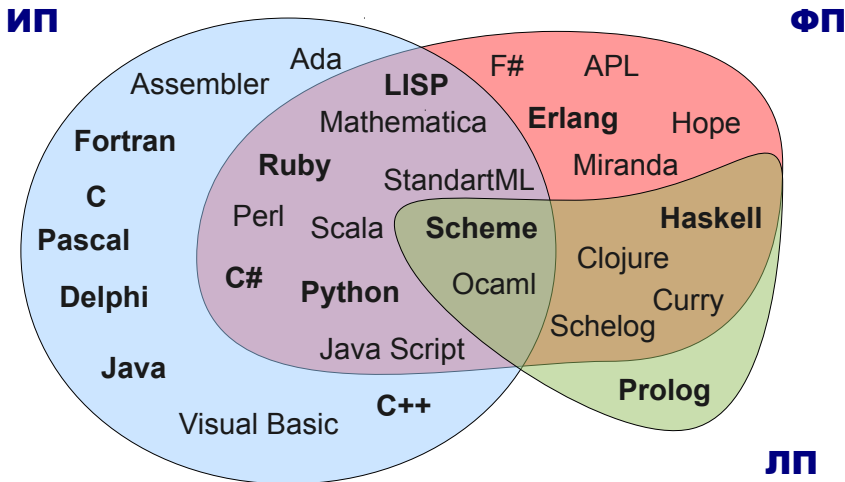 ИП
ФП
Ada
F#
APL
Assembler
LISP
Mathematica
Erlang
Hope
Fortran
Ruby
Miranda
StandartML
C
Perl
Scala
Scheme
Haskell
Pascal
Clojure
C#
Python
Ocaml
Delphi
Curry
Schelog
Java Script
Java
Prolog
C++
Visual Basic
ЛП